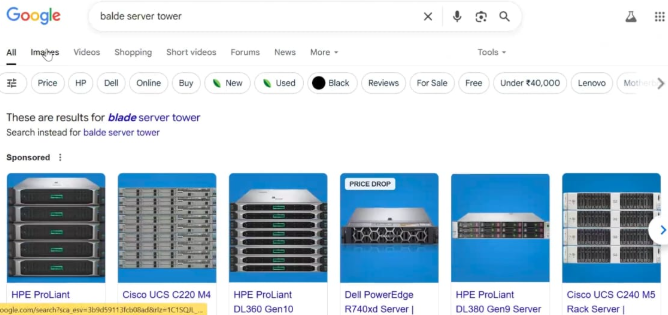 Google
balde server tower
All Images Videos Shopping Short videos Forums News More Tools
Price HP Dell Online Buy New Used Black Reviews For Sale Free Under ₹40,000 Lenovo
These are results for blade server tower
Search instead for balde server tower
Sponsored
PRICE DROP
HPE ProLiant Cisco UCS C220 M4 HPE ProLiant Dell PowerEdge HPE ProLiant Cisco UCS C240 M5
DL360 Gen10 R740xd Server | DL380 Gen9 Server Rack Server |